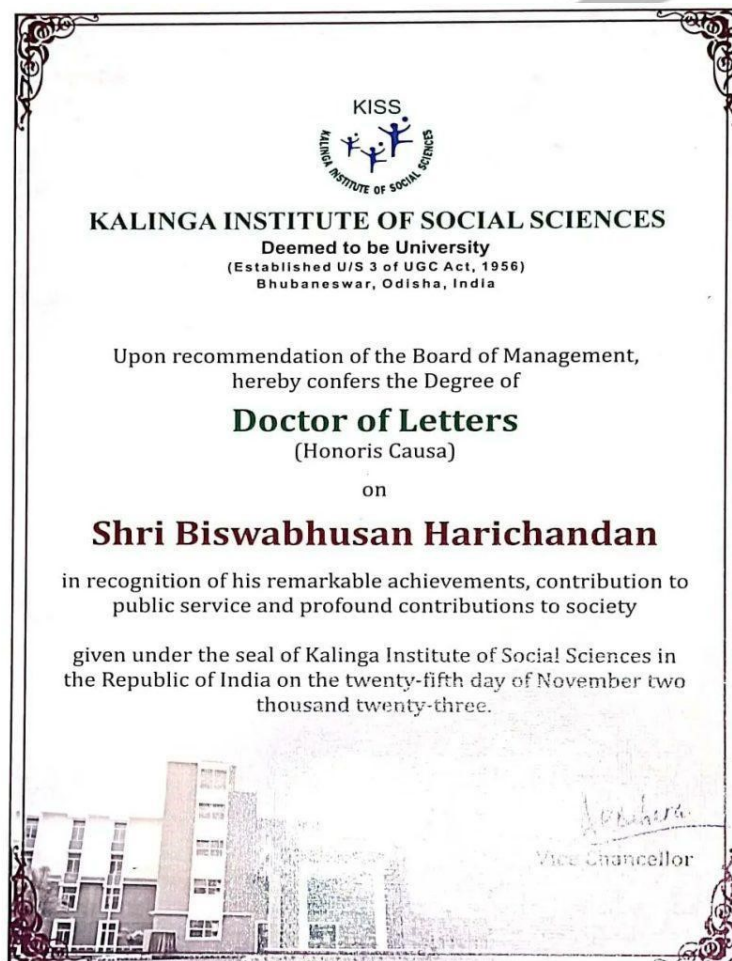 KISS
KALINGA INSTITUTE OF SOCIAL SCIENCES
KALINGA INSTITUTE OF SOCIAL SCIENCES
Deemed to be University
(Established U/S 3 of UGC Act, 1956)
Bhubaneswar, Odisha, India
Upon recommendation of the Board of Management,
hereby confers the Degree of
Doctor of Letters
(Honoris Causa)
on
Shri Biswabhusan Harichandan
in recognition of his remarkable achievements, contribution to
public service and profound contributions to society
given under the seal of Kalinga Institute of Social Sciences in
the Republic of India on the twenty-fifth day of November two
thousand twenty-three.
Vice Chancellor